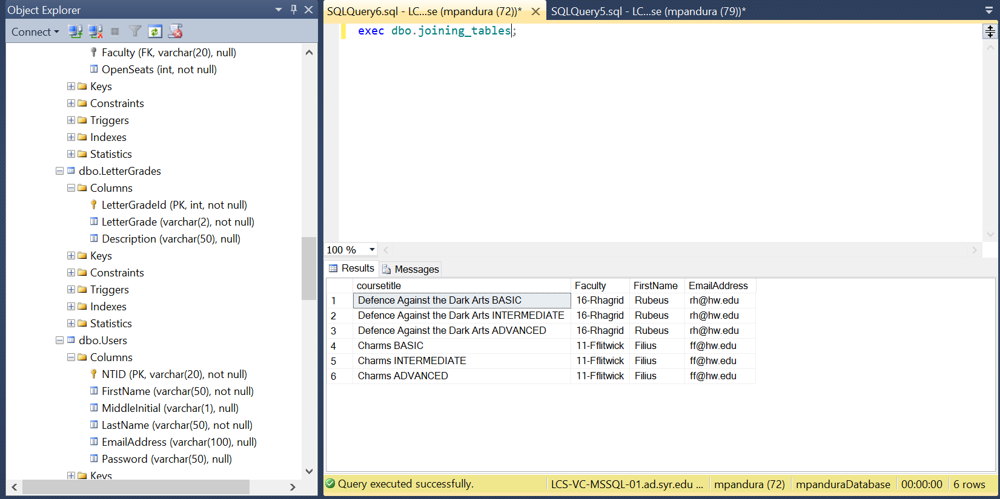 Object Explorer
Connect
Faculty (FK, varchar(20), null)
OpenSeats (int, not null)
Keys
Constraints
Triggers
Indexes
Statistics
dbo.LetterGrades
Columns
LetterGradeId (PK, int, not null)
LetterGrade (varchar(2), not null)
Description (varchar(50), null)
Keys
Constraints
Triggers
Indexes
Statistics
dbo.Users
Columns
NTID (PK, varchar(20), not null)
FirstName (varchar(50), not null)
MiddleInitial (varchar(1), null)
LastName (varchar(50), not null)
EmailAddress (varchar(100), null)
Password (varchar(50), null)
Keys
SQLQuery6.sql - LC...se (mpandura (72))* SQLQuery5.sql - LC...se (mpandura (79))*
exec dbo.joining_tables;
100 %
Results Messages
coursetitle Faculty FirstName EmailAddress
1 Defence Against the Dark Arts BASIC 16-Rhagrid Rubeus rh@hw.edu
2 Defence Against the Dark Arts INTERMEDIATE 16-Rhagrid Rubeus rh@hw.edu
3 Defence Against the Dark Arts ADVANCED 16-Rhagrid Rubeus rh@hw.edu
4 Charms BASIC 11-Fflitwick Filius ff@hw.edu
5 Charms INTERMEDIATE 11-Fflitwick Filius ff@hw.edu
6 Charms ADVANCED 11-Fflitwick Filius ff@hw.edu
Query executed successfully. LCS-VC-MSSQL-01.ad.syr.edu ... mpandura (72) mpanduraDatabase 00:00:00 6 rows